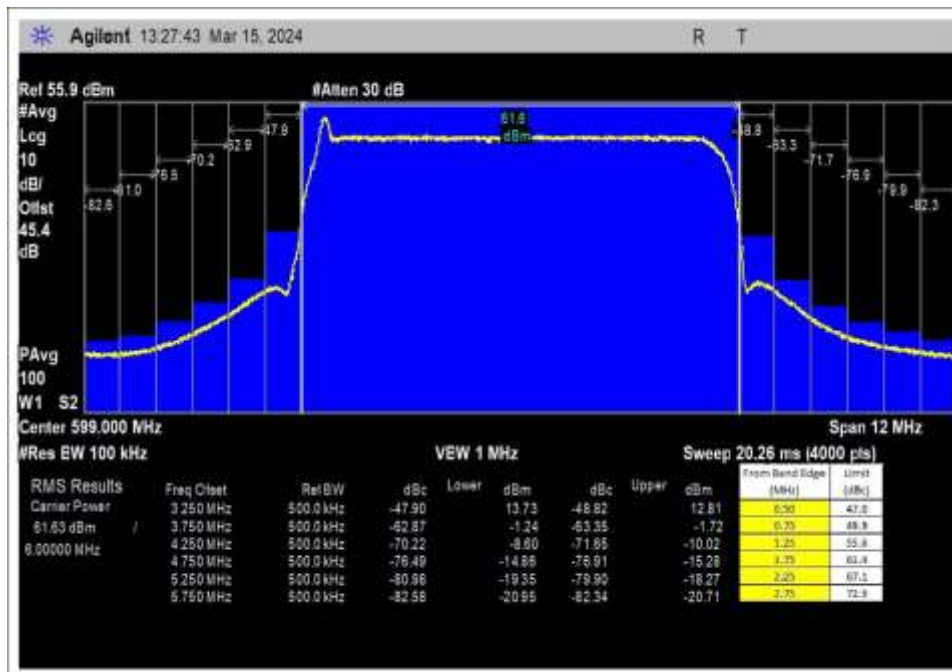 Agilent 13:27:43 Mar 15, 2024 R T
Ref 55.9 dBm #Atten 30 dB
#Avg
Log
10
dB/
Offst
45.4
dB
61.6
dBm
-47.9
-62.9
-70.2
-76.5
-81.0
-82.6
-48.8
-63.3
-71.7
-76.9
-79.9
-82.3
PAvg
100
W1 S2
Center 599.000 MHz Span 12 MHz
#Res BW 100 kHz VBW 1 MHz Sweep 20.26 ms (4000 pts)
RMS Results Freq Offset Ref BW dBc Lower dBm dBc Upper dBm
Carrier Power 3.250 MHz 500.0 kHz -47.90 13.73 -48.82 12.81
61.63 dBm / 3.750 MHz 500.0 kHz -62.87 -1.24 -63.35 -1.72
6.00000 MHz 4.250 MHz 500.0 kHz -70.22 -8.60 -71.65 -10.02
4.750 MHz 500.0 kHz -76.49 -14.86 -76.91 -15.28
5.250 MHz 500.0 kHz -80.98 -19.35 -79.90 -18.27
5.750 MHz 500.0 kHz -82.58 -20.95 -82.34 -20.71
From Band Edge Limit
(MHz) (dBc)
0.50 47.0
0.75
1.25
1.75
2.25 67.1
2.75